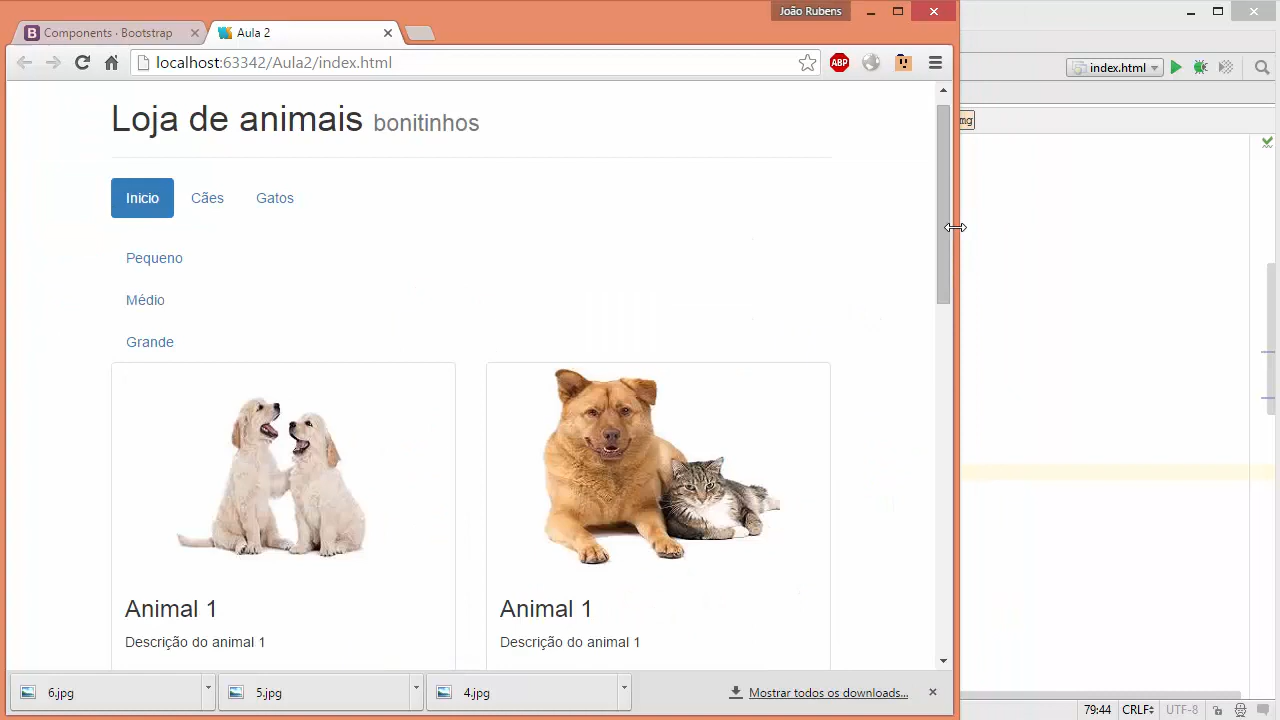 João Rubens
Components · Bootstrap
Aula 2
localhost:63342/Aula2/index.html
ABP
index.html
Loja de animais bonitinhos
Inicio Cães Gatos
Pequeno
Médio
Grande
Animal 1
Descrição do animal 1
Animal 1
Descrição do animal 1
6.jpg
5.jpg
4.jpg
Mostrar todos os downloads...
79:44 CRLF UTF-8